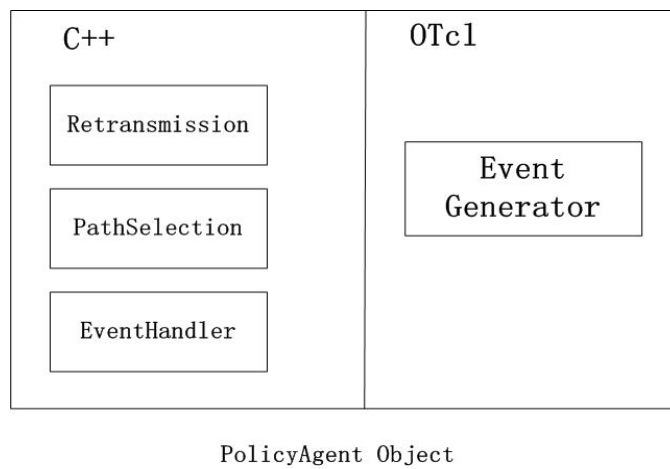 C++
Retransmission
PathSelection
EventHandler
OTcl
Event
Generator
PolicyAgent Object